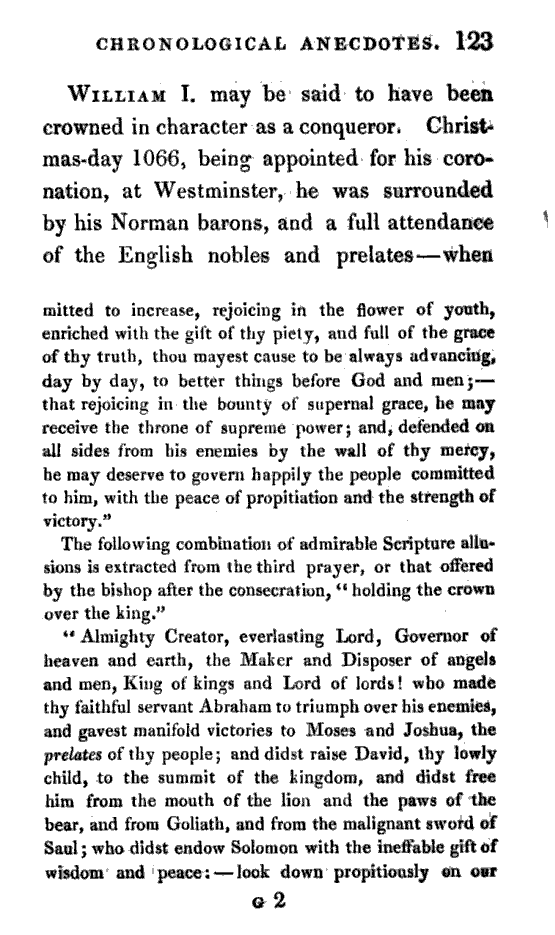 CHRONOLOGICAL ANECDOTES. 123
WILLIAM I. may be said to have been
crowned in character as a conqueror. Christ-
mas-day 1066, being appointed for his coro-
nation, at Westminster, he was surrounded
by his Norman barons, and a full attendance
of the English nobles and prelates—when
mitted to increase, rejoicing in the flower of youth,
enriched with the gift of thy piety, and full of the grace
of thy truth, thou mayest cause to be always advancing,
day by day, to better things before God and men;—
that rejoicing in the bounty of supernal grace, he may
receive the throne of supreme power; and, defended on
all sides from his enemies by the wall of thy mercy,
he may deserve to govern happily the people committed
to him, with the peace of propitiation and the strength of
victory.”
The following combination of admirable Scripture allu-
sions is extracted from the third prayer, or that offered
by the bishop after the consecration, “holding the crown
over the king.”
“Almighty Creator, everlasting Lord, Governor of
heaven and earth, the Maker and Disposer of angels
and men, King of kings and Lord of lords! who made
thy faithful servant Abraham to triumph over his enemies,
and gavest manifold victories to Moses and Joshua, the
prelates of thy people; and didst raise David, thy lowly
child, to the summit of the kingdom, and didst free
him from the mouth of the lion and the paws of the
bear, and from Goliath, and from the malignant sword of
Saul; who didst endow Solomon with the ineffable gift of
wisdom and peace:—look down propitiously on our
G 2